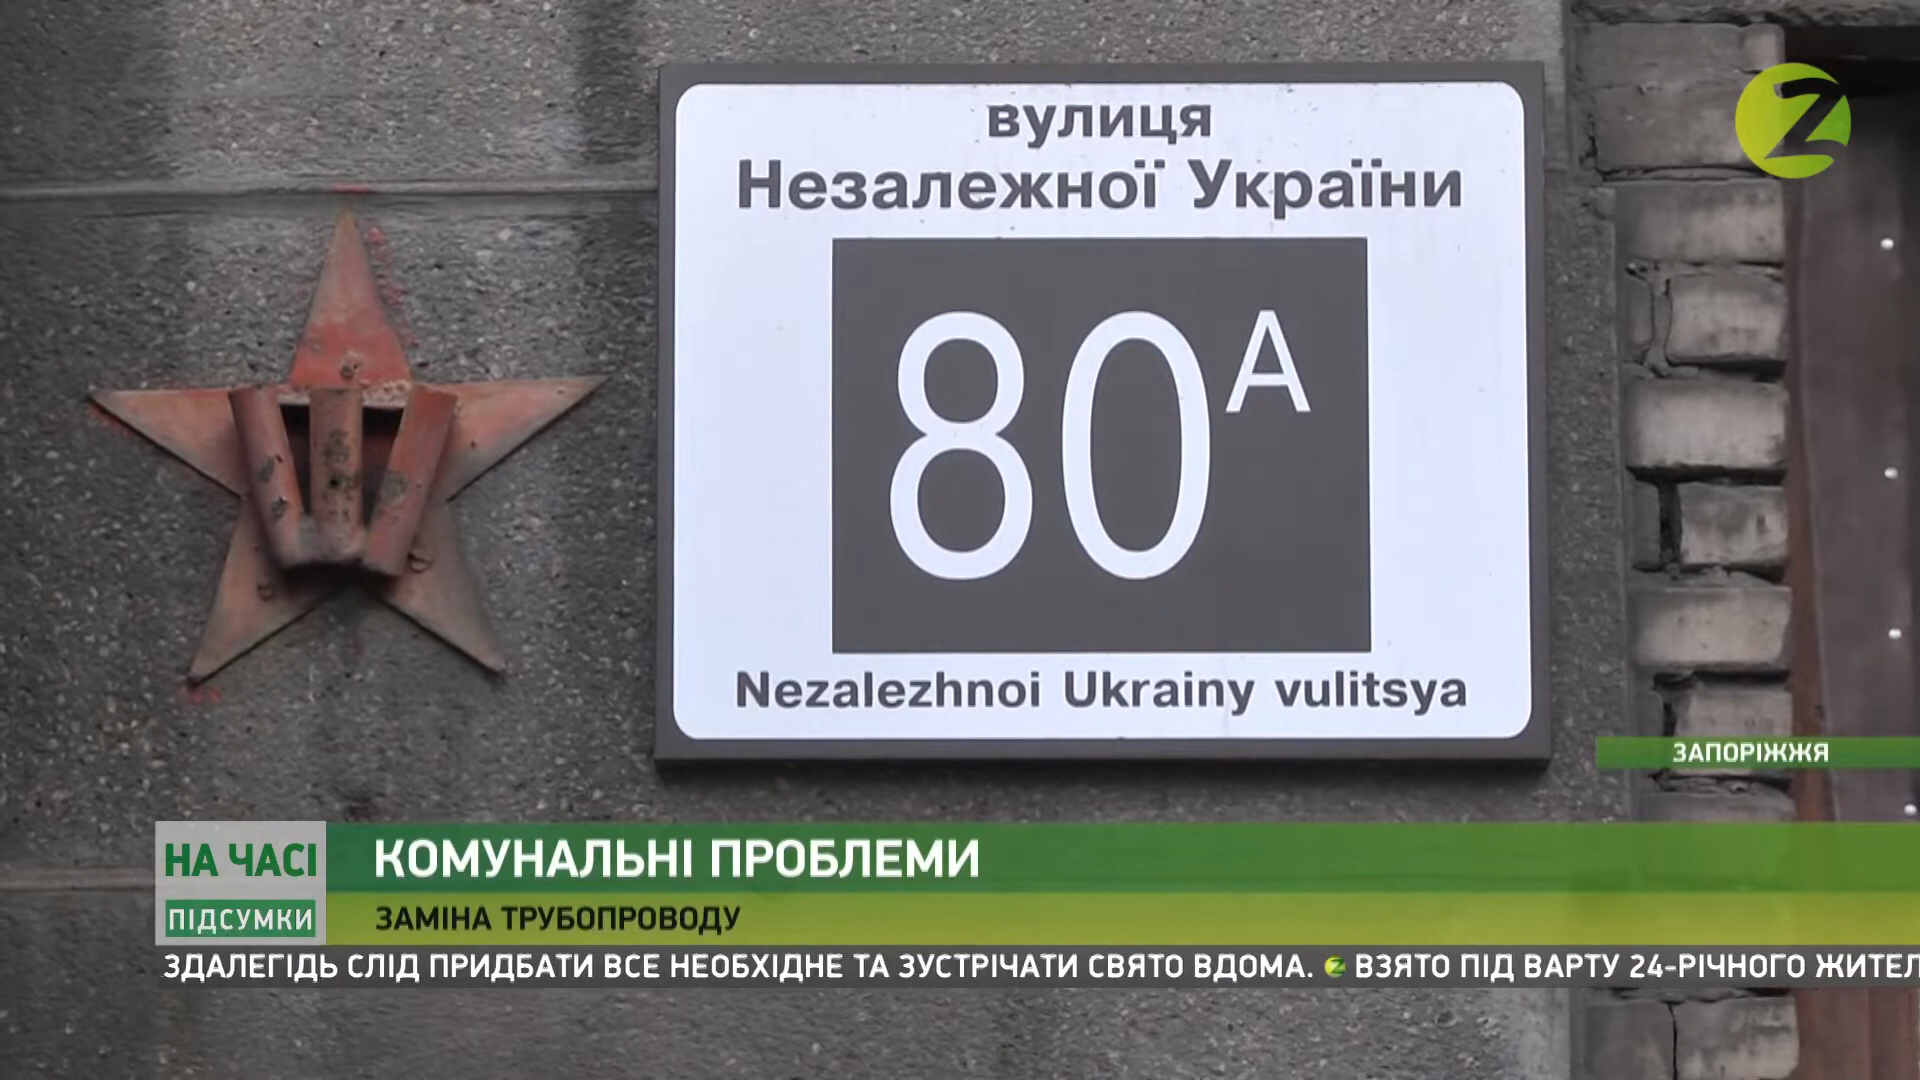 вулиця
Незалежної України
80А
Nezalezhnoi Ukrainy vulitsya
ЗАПОРІЖЖЯ
НА ЧАСІ
ПІДСУМКИ
КОМУНАЛЬНІ ПРОБЛЕМИ
ЗАМІНА ТРУБОПРОВОДУ
ЗДАЛЕГІДЬ СЛІД ПРИДБАТИ ВСЕ НЕОБХІДНЕ ТА ЗУСТРІЧАТИ СВЯТО ВДОМА. Z ВЗЯТО ПІД ВАРТУ 24-РІЧНОГО ЖИТЕЛ